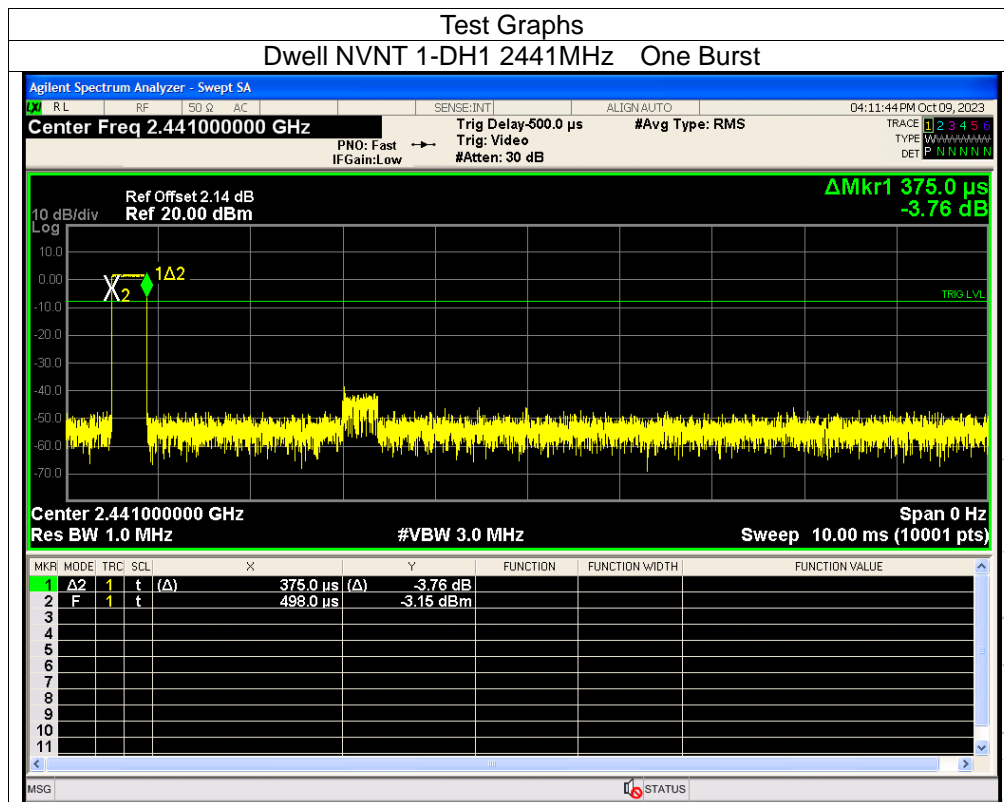 Test Graphs
Dwell NVNT 1-DH1 2441MHz One Burst
Agilent Spectrum Analyzer - Swept SA
LXI RL RF 50 Ω AC SENSE:INT ALIGN AUTO 04:11:44 PM Oct 09, 2023
Center Freq 2.441000000 GHz Trig Delay-500.0 µs #Avg Type: RMS TRACE 1 2 3 4 5 6
PNO: Fast Trig: Video TYPE WWWWWW
IFGain:Low #Atten: 30 dB DET P N N N N N
ΔMkr1 375.0 µs
Ref Offset 2.14 dB
10 dB/div Ref 20.00 dBm -3.76 dB
Log
10.0
0.00 1Δ2
X2
-10.0 TRIG LVL
-20.0
-30.0
-40.0
-50.0
-60.0
-70.0
Center 2.441000000 GHz Span 0 Hz
Res BW 1.0 MHz #VBW 3.0 MHz Sweep 10.00 ms (10001 pts)
MKR MODE TRC SCL X Y FUNCTION FUNCTION WIDTH FUNCTION VALUE
1 Δ2 1 t (Δ) 375.0 µs (Δ) -3.76 dB
2 F 1 t 498.0 µs -3.15 dBm
3
4
5
6
7
8
9
10
11
MSG STATUS